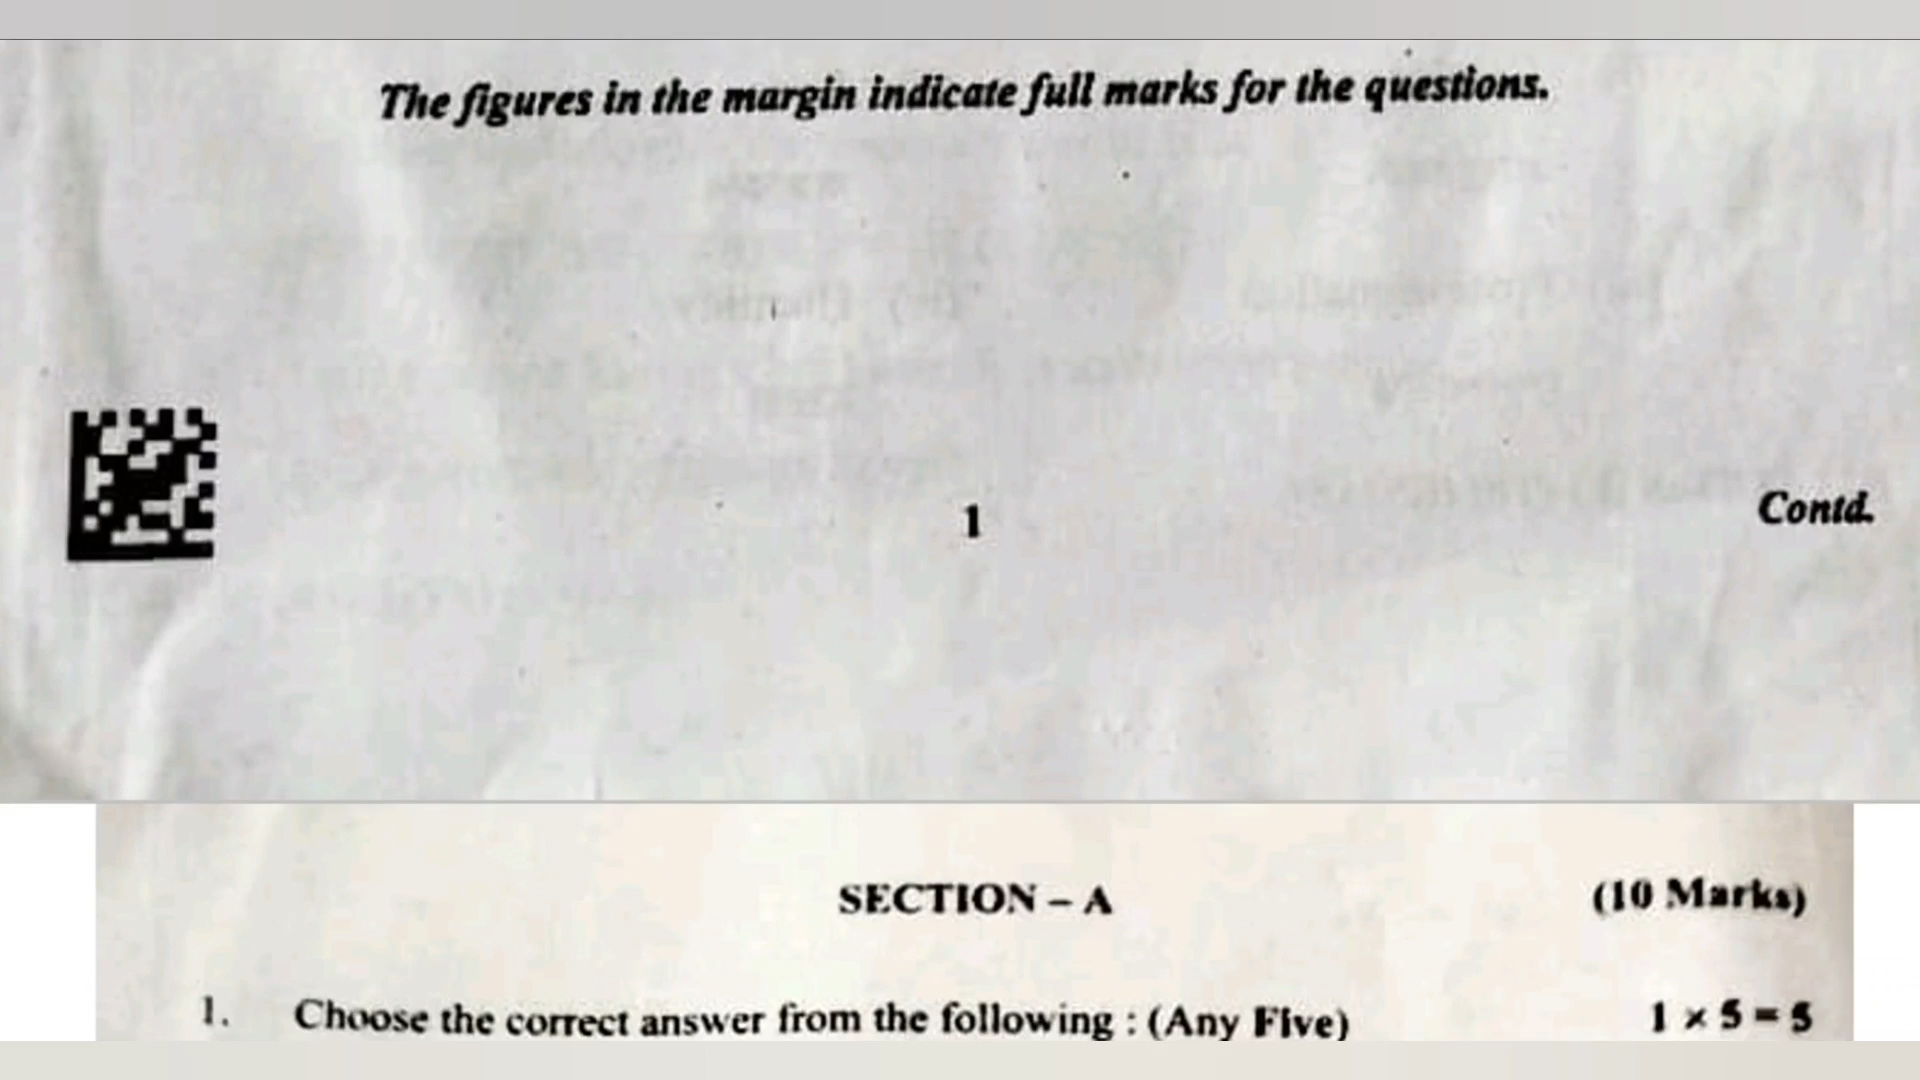 The figures in the margin indicate full marks for the questions.
1
Contd.
SECTION – A
(10 Marks)
1. Choose the correct answer from the following : (Any Five) 1 × 5 = 5